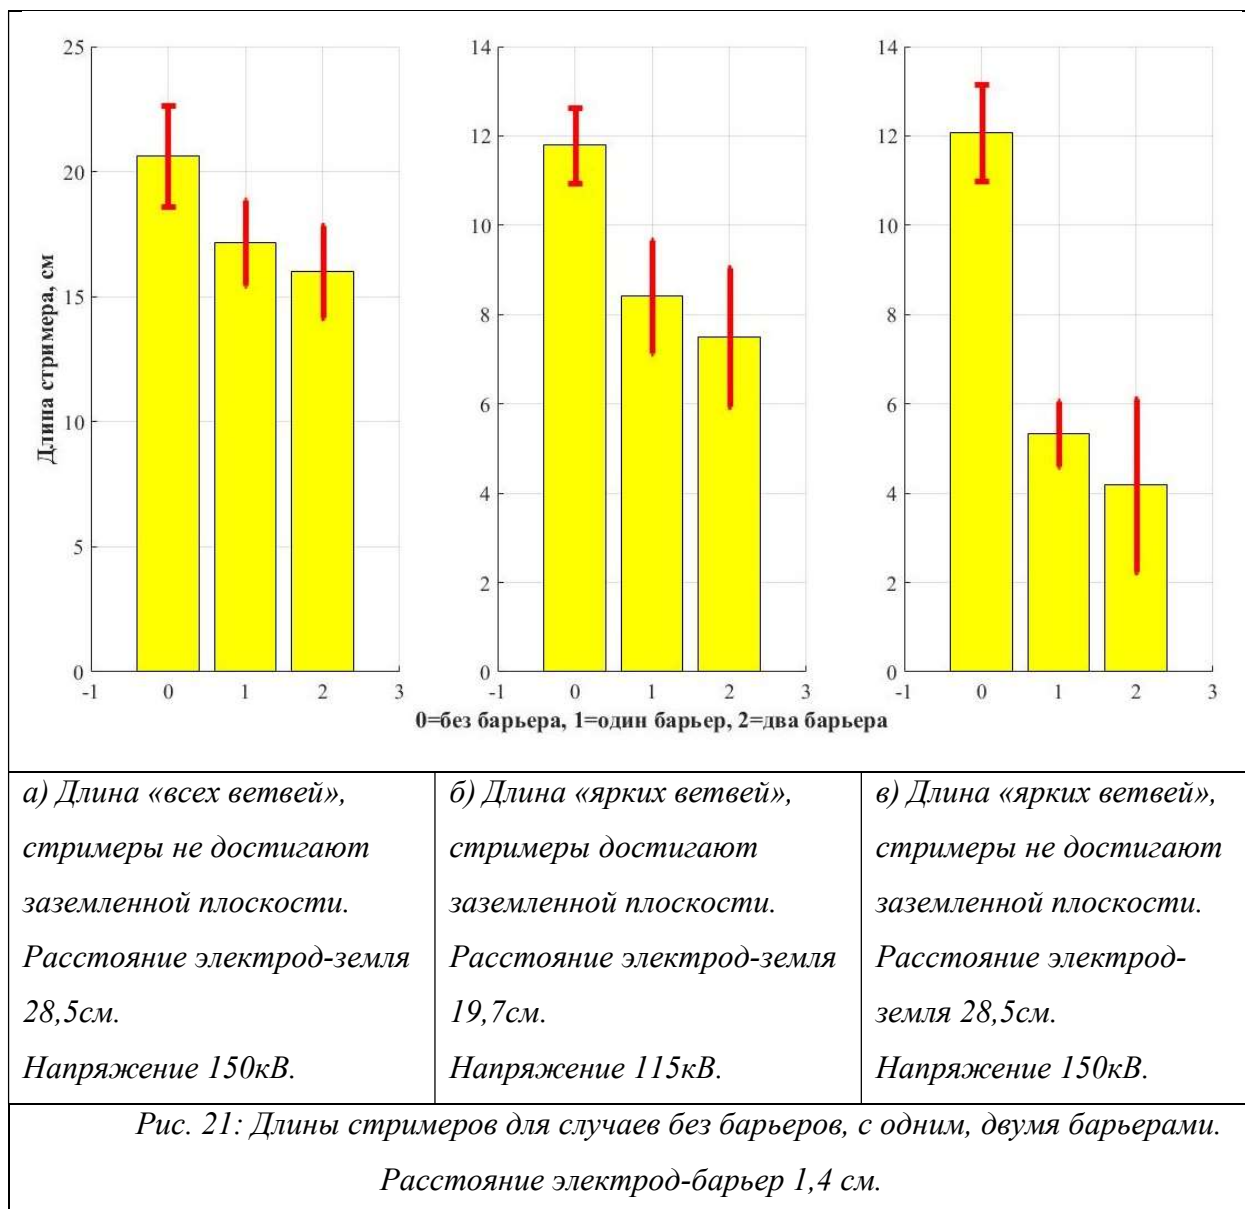 25
20
15
10
5
0
-1
0
1
2
3
Длина стримера, см
14
12
10
8
6
4
2
0
-1
0
1
2
3
14
12
10
8
6
4
2
0
-1
0
1
2
3
0=без барьера, 1=один барьер, 2=два барьера
а) Длина «всех ветвей»,
стримеры не достигают
заземленной плоскости.
Расстояние электрод-земля
28,5см.
Напряжение 150кВ.
б) Длина «ярких ветвей»,
стримеры достигают
заземленной плоскости.
Расстояние электрод-земля
19,7см.
Напряжение 115кВ.
в) Длина «ярких ветвей»,
стримеры не достигают
заземленной плоскости.
Расстояние электрод-
земля 28,5см.
Напряжение 150кВ.
Рис. 21: Длины стримеров для случаев без барьеров, с одним, двумя барьерами.
Расстояние электрод-барьер 1,4 см.